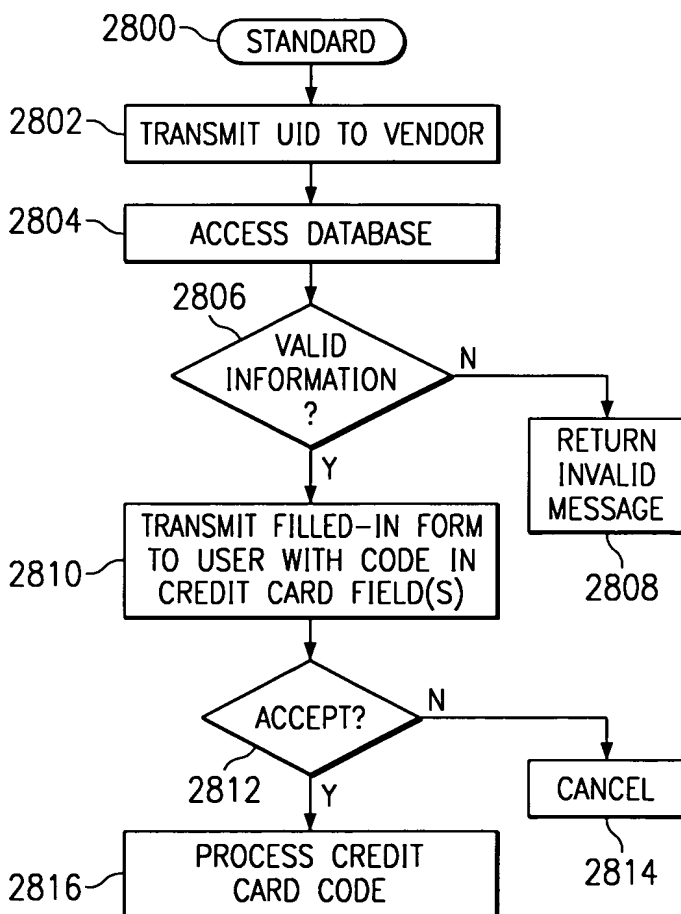 2800
STANDARD
2802
TRANSMIT UID TO VENDOR
2804
ACCESS DATABASE
2806
VALID
INFORMATION
?
N
Y
RETURN
INVALID
MESSAGE
2808
2810
TRANSMIT FILLED-IN FORM
TO USER WITH CODE IN
CREDIT CARD FIELD(S)
ACCEPT?
N
2812
Y
CANCEL
2814
2816
PROCESS CREDIT
CARD CODE